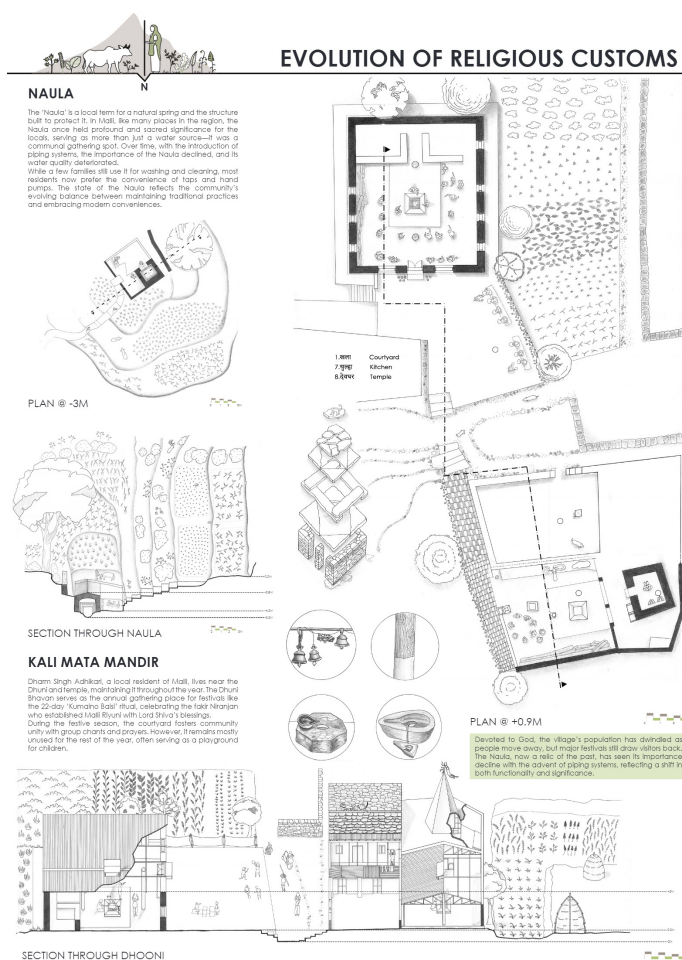 EVOLUTION OF RELIGIOUS CUSTOMS
N
NAULA
The 'Naula' is a local term for a natural spring and the structure
built to protect it. In Malli, like many places in the region, the
Naula once held profound and sacred significance for the
locals, serving as more than just a water source—it was a
communal gathering spot. Over time, with the introduction of
piping systems, the importance of the Naula declined, and its
water quality deteriorated.
While a few families still use it for washing and cleaning, most
residents now prefer the convenience of taps and hand
pumps. The state of the Naula reflects the community's
evolving balance between maintaining traditional practices
and embracing modern conveniences.
PLAN @ -3M
1.खला Courtyard
7.चुल्हा Kitchen
8.देवघर Temple
SECTION THROUGH NAULA
KALI MATA MANDIR
Dharm Singh Adhikari, a local resident of Malli, lives near the
Dhuni and temple, maintaining it throughout the year. The Dhuni
Bhavan serves as the annual gathering place for festivals like
the 22-day 'Kumaina Baisi' ritual, celebrating the fakir Niranjan
who established Malli Riyuni with Lord Shiva's blessings.
During the festive season, the courtyard fosters community
unity with group chants and prayers. However, it remains mostly
unused for the rest of the year, often serving as a playground
for children.
PLAN @ +0.9M
Devoted to God, the village's population has dwindled as
people move away, but major festivals still draw visitors back.
The Naula, now a relic of the past, has seen its importance
decline with the advent of piping systems, reflecting a shift in
both functionality and significance.
SECTION THROUGH DHOONI